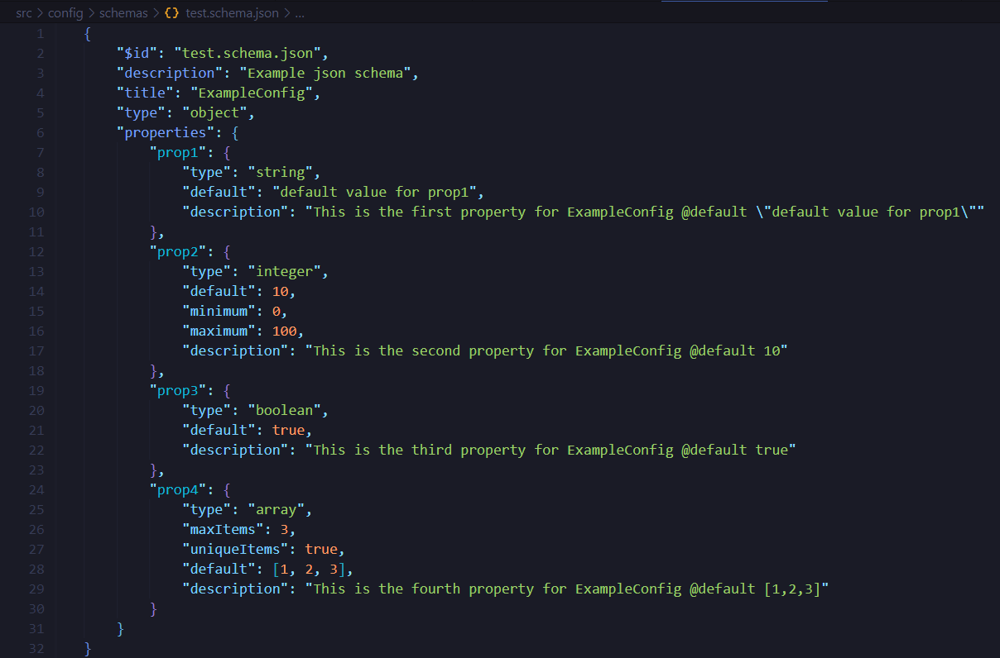 src > config > schemas > {} test.schema.json > ...
1 {
2 "$id": "test.schema.json",
3 "description": "Example json schema",
4 "title": "ExampleConfig",
5 "type": "object",
6 "properties": {
7 "prop1": {
8 "type": "string",
9 "default": "default value for prop1",
10 "description": "This is the first property for ExampleConfig @default \"default value for prop1\""
11 },
12 "prop2": {
13 "type": "integer",
14 "default": 10,
15 "minimum": 0,
16 "maximum": 100,
17 "description": "This is the second property for ExampleConfig @default 10"
18 },
19 "prop3": {
20 "type": "boolean",
21 "default": true,
22 "description": "This is the third property for ExampleConfig @default true"
23 },
24 "prop4": {
25 "type": "array",
26 "maxItems": 3,
27 "uniqueItems": true,
28 "default": [1, 2, 3],
29 "description": "This is the fourth property for ExampleConfig @default [1,2,3]"
30 }
31 }
32 }